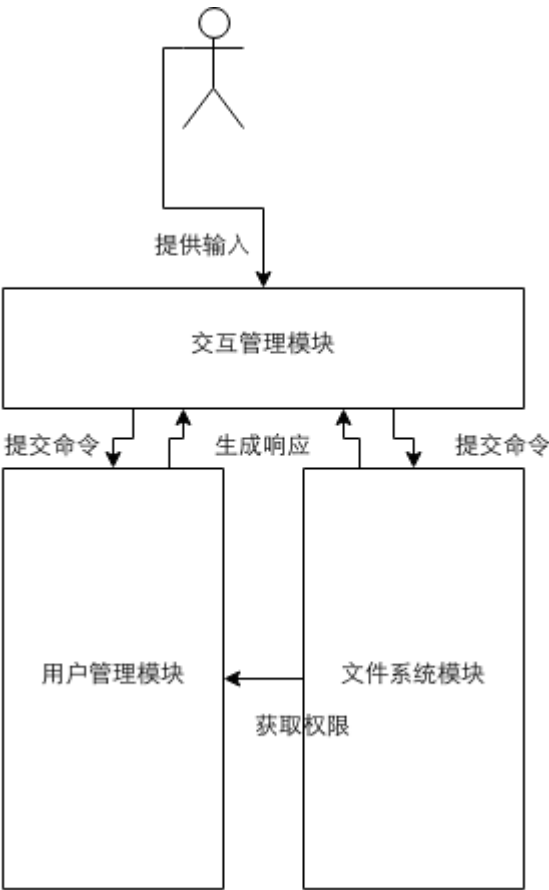 提供输入
交互管理模块
提交命令
生成响应
提交命令
用户管理模块
文件系统模块
获取权限